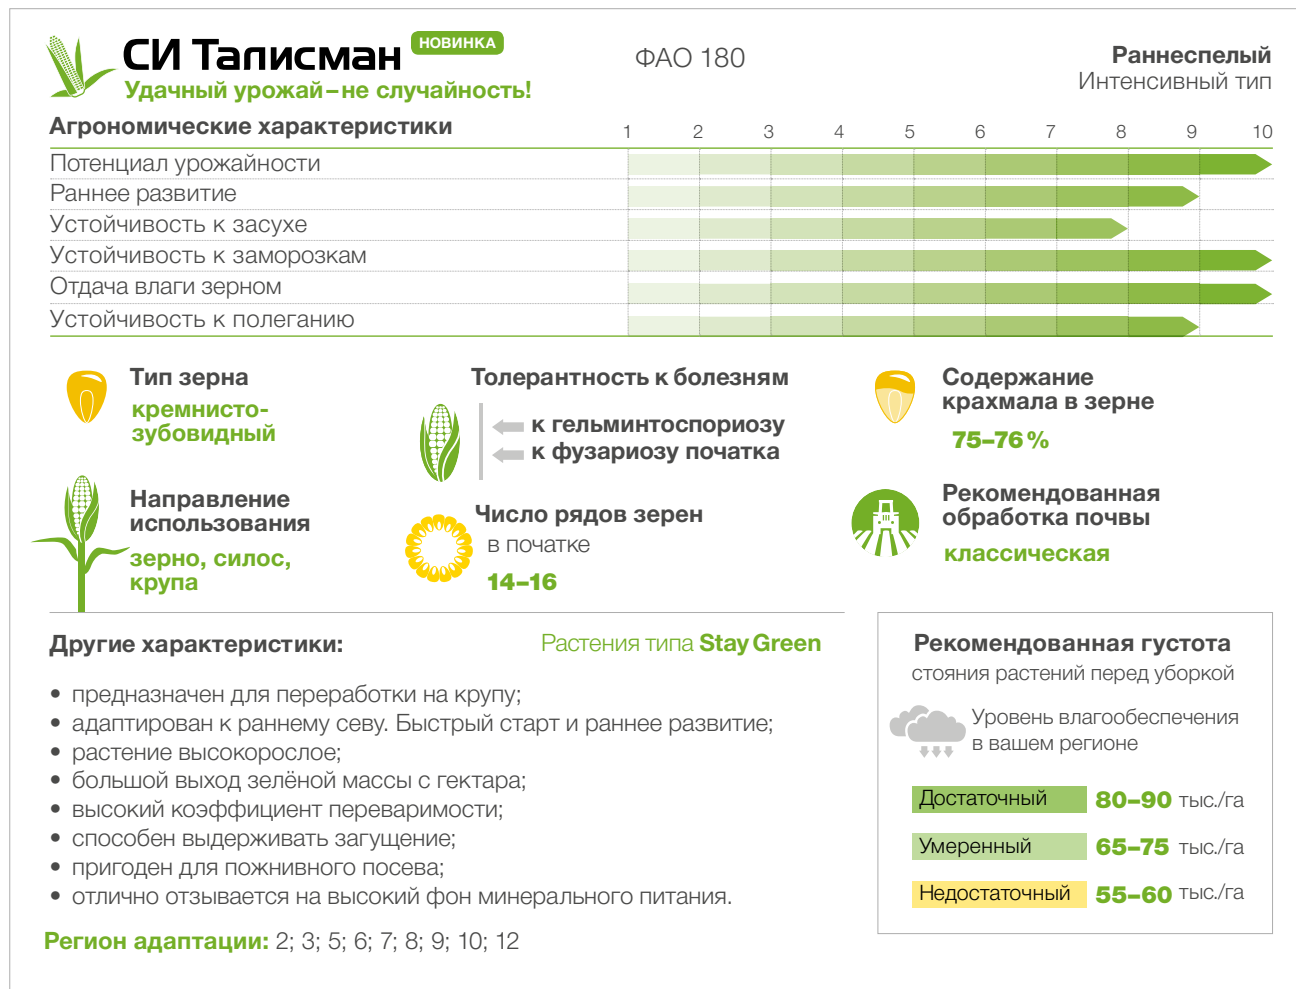 СИ Талисман НОВИНКА
Удачный урожай – не случайность!
ФАО 180
Раннеспелый
Интенсивный тип
Агрономические характеристики 1 2 3 4 5 6 7 8 9 10
Потенциал урожайности
Раннее развитие
Устойчивость к засухе
Устойчивость к заморозкам
Отдача влаги зерном
Устойчивость к полеганию
Тип зерна
кремнисто-
зубовидный
Толерантность к болезням
к гельминтоспориозу
к фузариозу початка
Содержание
крахмала в зерне
75–76 %
Направление
использования
зерно, силос,
крупа
Число рядов зерен
в початке
14–16
Рекомендованная
обработка почвы
классическая
Другие характеристики:
Растения типа Stay Green
• предназначен для переработки на крупу;
• адаптирован к раннему севу. Быстрый старт и раннее развитие;
• растение высокорослое;
• большой выход зелёной массы с гектара;
• высокий коэффициент переваримости;
• способен выдерживать загущение;
• пригоден для пожнивного посева;
• отлично отзывается на высокий фон минерального питания.
Регион адаптации: 2; 3; 5; 6; 7; 8; 9; 10; 12
Рекомендованная густота
стояния растений перед уборкой
Уровень влагообеспечения
в вашем регионе
Достаточный 80–90 тыс./га
Умеренный 65–75 тыс./га
Недостаточный 55–60 тыс./га